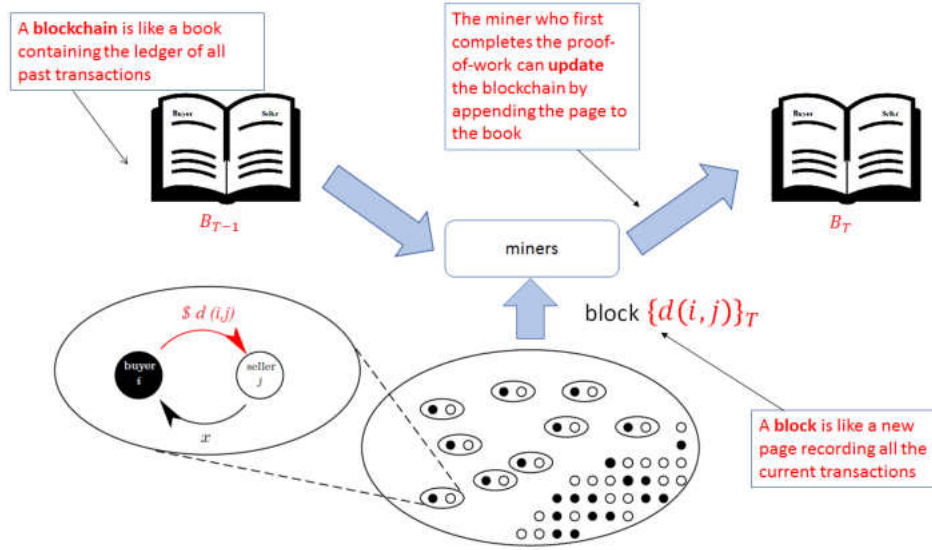 A blockchain is like a book
containing the ledger of all
past transactions
The miner who first
completes the proof-
of-work can update
the blockchain by
appending the page to
the book
Buyer Seller
Buyer Seller
B_{T-1}
B_T
miners
block {d(i,j)}_T
$ d (i,j)
buyer
i
seller
j
x
A block is like a new
page recording all the
current transactions